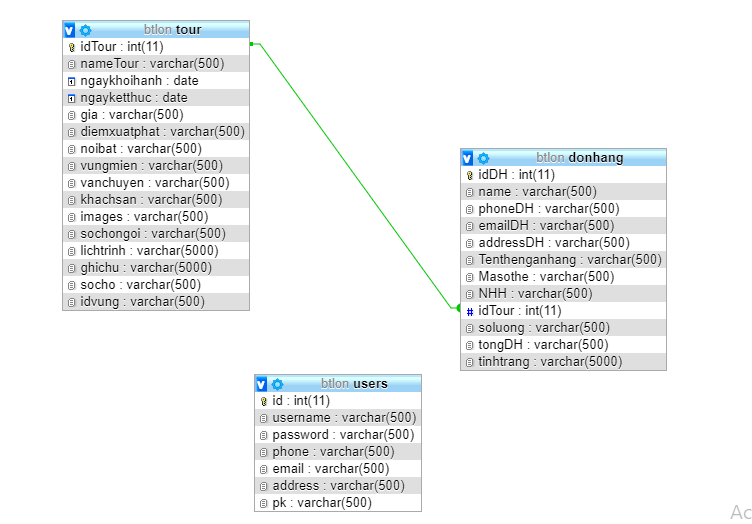 btlon tour
idTour : int(11)
nameTour : varchar(500)
ngaykhoihanh : date
ngayketthuc : date
gia : varchar(500)
diemxuatphat : varchar(500)
noibat : varchar(500)
vungmien : varchar(500)
vanchuyen : varchar(500)
khachsan : varchar(500)
images : varchar(500)
sochongoi : varchar(500)
lichtrinh : varchar(5000)
ghichu : varchar(5000)
socho : varchar(500)
idvung : varchar(500)
btlon donhang
idDH : int(11)
name : varchar(500)
phoneDH : varchar(500)
emailDH : varchar(500)
addressDH : varchar(500)
Tenthenganhang : varchar(500)
Masothe : varchar(500)
NHH : varchar(500)
# idTour : int(11)
soluong : varchar(500)
tongDH : varchar(500)
tinhtrang : varchar(5000)
btlon users
id : int(11)
username : varchar(500)
password : varchar(500)
phone : varchar(500)
email : varchar(500)
address : varchar(500)
pk : varchar(500)
Ac